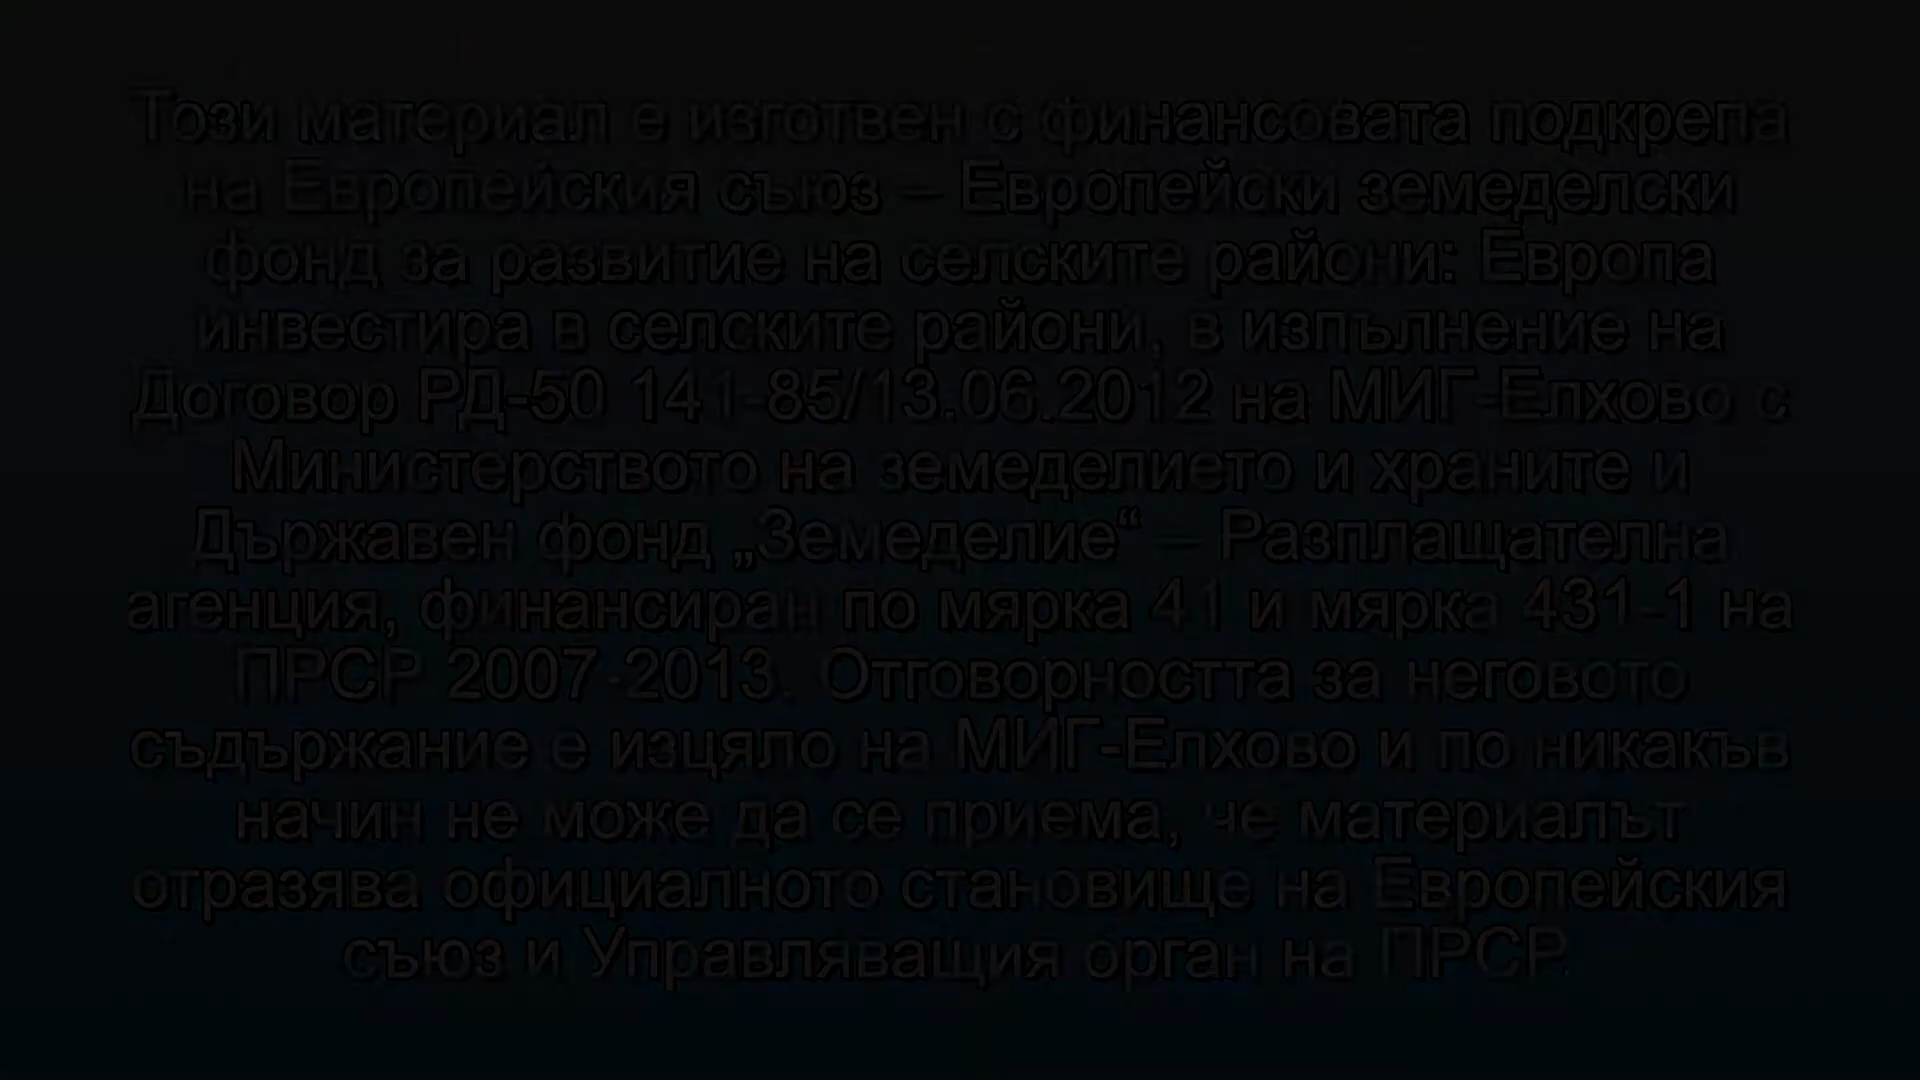 Този материал е изготвен с финансовата подкрепа
на Европейския съюз – Европейски земеделски
фонд за развитие на селските райони: Европа
инвестира в селските райони, в изпълнение на
Договор РД-50 141-85/13.06.2012 на МИГ-Елхово с
Министерството на земеделието и храните и
Държавен фонд „Земеделие“ – Разплащателна
агенция, финансиран по мярка 41 и мярка 431-1 на
ПРСР 2007-2013. Отговорността за неговото
съдържание е изцяло на МИГ-Елхово и по никакъв
начин не може да се приема, че материалът
отразява официалното становище на Европейския
съюз и Управляващия орган на ПРСР.